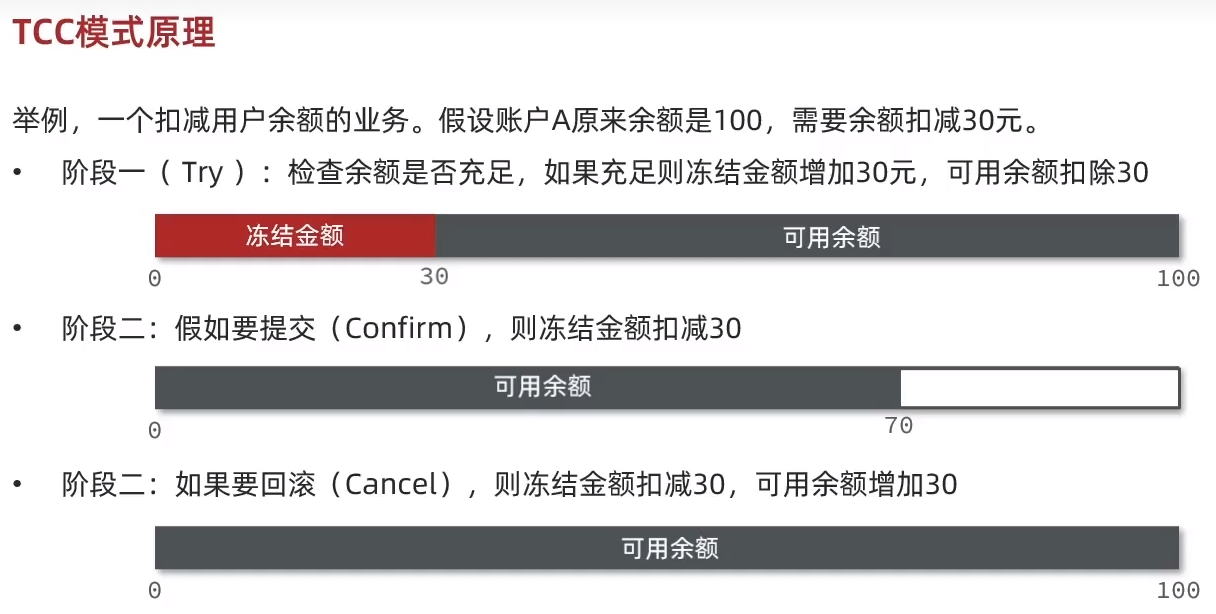 TCC模式原理
举例，一个扣减用户余额的业务。假设账户A原来余额是100，需要余额扣减30元。
• 阶段一（ Try ）：检查余额是否充足，如果充足则冻结金额增加30元，可用余额扣除30
冻结金额 可用余额
0 30 100
• 阶段二：假如要提交（Confirm），则冻结金额扣减30
可用余额
0 70
• 阶段二：如果要回滚（Cancel），则冻结金额扣减30，可用余额增加30
可用余额
0 100